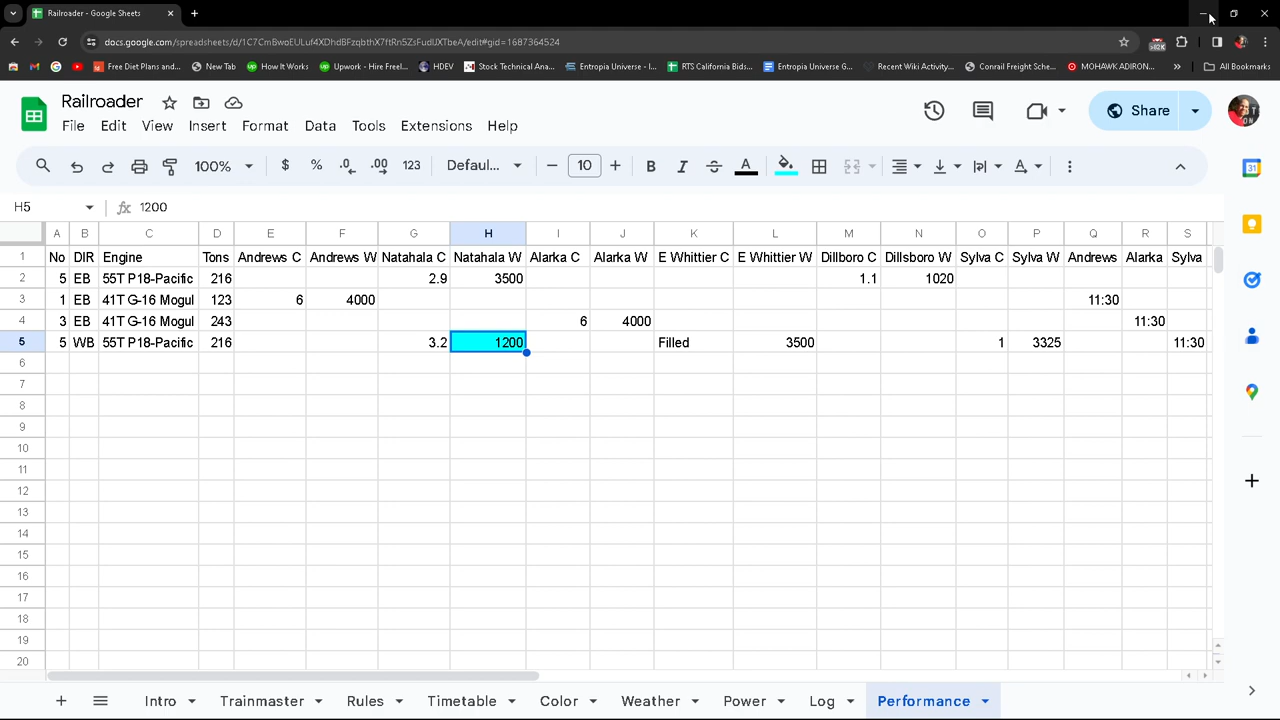 Railroader - Google Sheets
docs.google.com/spreadsheets/d/1C7CmBwoEULuf4XDhdBFzqbthX7ftRn5ZsFudUXTbeA/edit#gid=1687364524
Free Diet Plans and... New Tab How It Works Upwork - Hire Freel... HDEV Stock Technical Ana... Entropia Universe - I... RTS California Bids... Entropia Universe G... Recent Wiki Activity... Conrail Freight Sche... MOHAWK ADIRON... » All Bookmarks
Railroader
File Edit View Insert Format Data Tools Extensions Help
Share
100% $ % .0 .00 123 Defaul... 10 B I S A
H5 fx 1200
A B C D E F G H I J K L M N O P Q R S
1 No DIR Engine Tons Andrews C Andrews W Natahala C Natahala W Alarka C Alarka W E Whittier C E Whittier W Dillboro C Dillsboro W Sylva C Sylva W Andrews Alarka Sylva
2 5 EB 55T P18-Pacific 216 2.9 3500 1.1 1020
3 1 EB 41T G-16 Mogul 123 6 4000 11:30
4 3 EB 41T G-16 Mogul 243 6 4000 11:30
5 5 WB 55T P18-Pacific 216 3.2 1200 Filled 3500 1 3325 11:30
6
7
8
9
10
11
12
13
14
15
16
17
18
19
20
Intro Trainmaster Rules Timetable Color Weather Power Log Performance